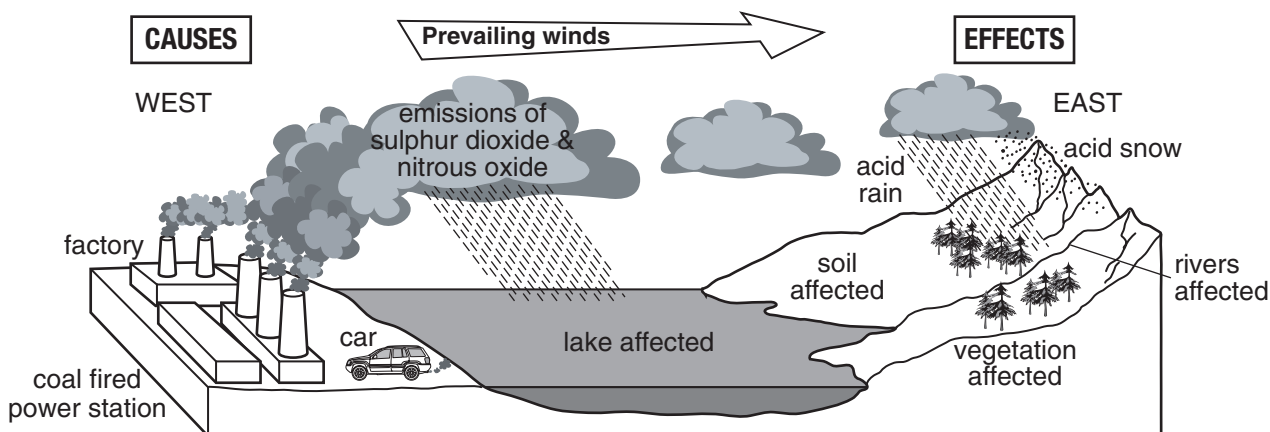 CAUSES
Prevailing winds
EFFECTS
WEST
EAST
emissions of
sulphur dioxide &
nitrous oxide
acid snow
acid
rain
factory
soil
affected
rivers
affected
car
lake affected
vegetation
affected
coal fired
power station